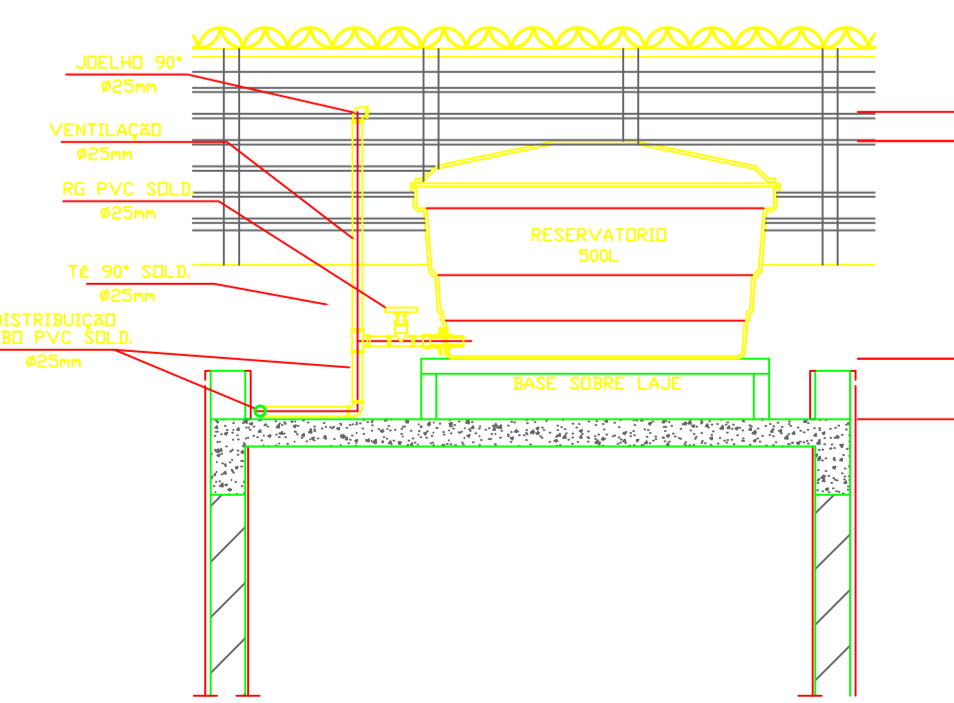 JOELHO 90°
Ø25mm
VENTILAÇÃO
Ø25mm
RG PVC SOLD
Ø25mm
TÊ 90° SOLD.
Ø25mm
DISTRIBUIÇÃO
BO PVC SOLD.
Ø25mm
RESERVATORIO
500L
BASE SOBRE LAJE